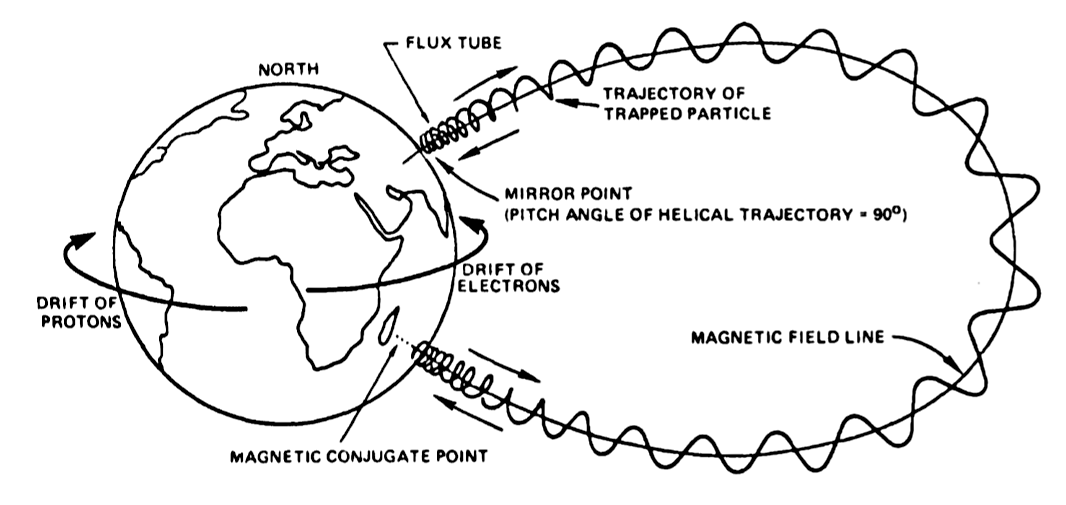 FLUX TUBE
NORTH
TRAJECTORY OF
TRAPPED PARTICLE
MIRROR POINT
(PITCH ANGLE OF HELICAL TRAJECTORY = 90º)
DRIFT OF
ELECTRONS
DRIFT OF
PROTONS
MAGNETIC FIELD LINE
MAGNETIC CONJUGATE POINT